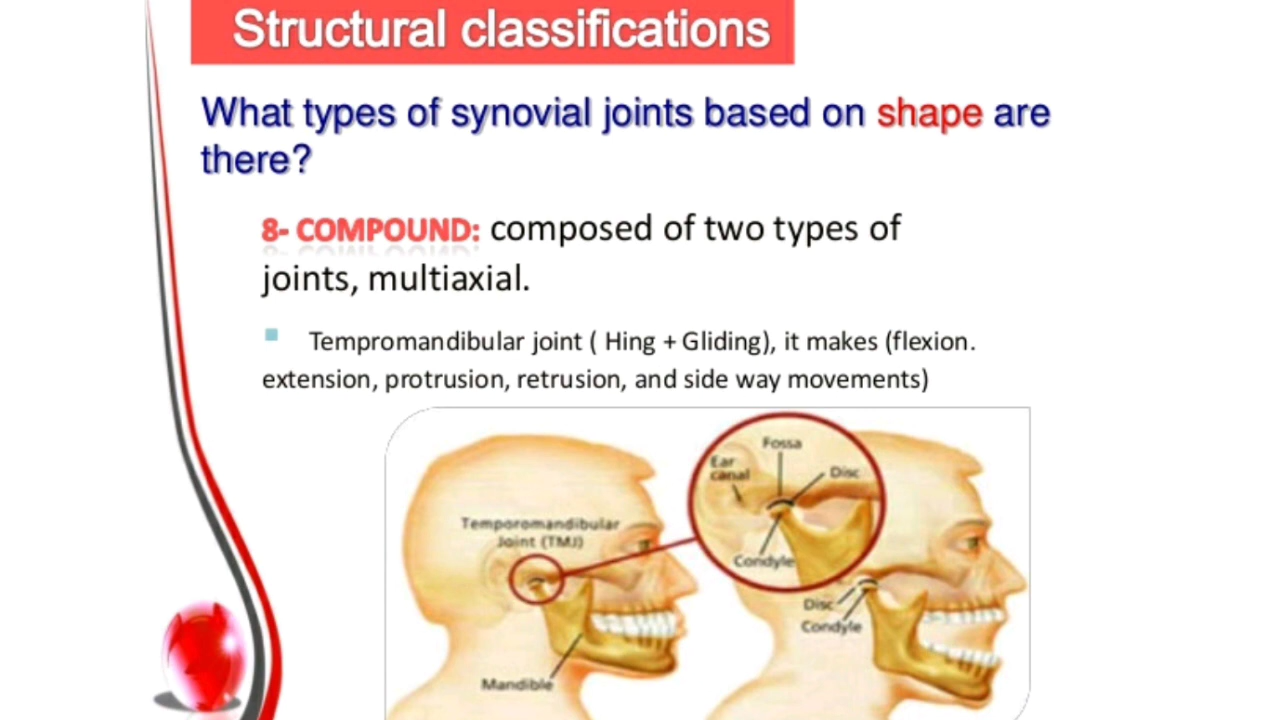 Structural classifications
What types of synovial joints based on shape are
there?
8- COMPOUND: composed of two types of
joints, multiaxial.
Tempromandibular joint ( Hing + Gliding), it makes (flexion.
extension, protrusion, retrusion, and side way movements)
Fossa
Ear
canal
Disc
Condyle
Temporomandibular
Joint (TMJ)
Disc
Condyle
Mandible